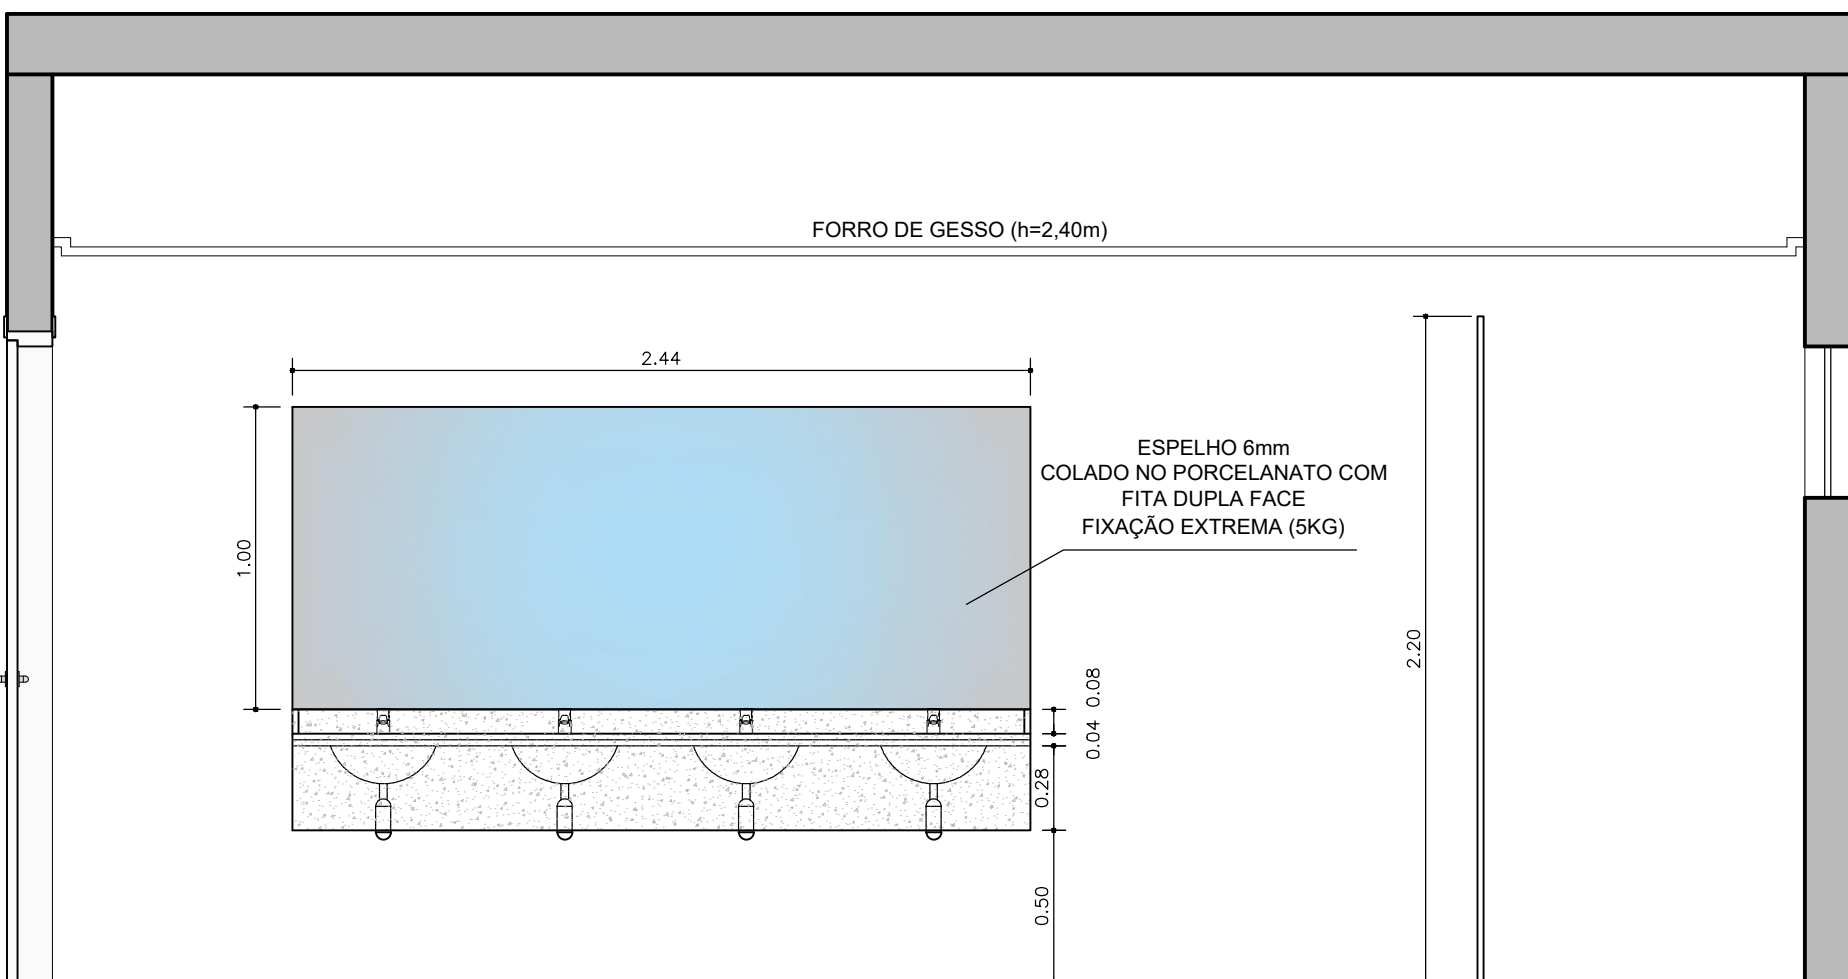 FORRO DE GESSO (h=2,40m)
2.44
ESPELHO 6mm
COLADO NO PORCELANATO COM
FITA DUPLA FACE
FIXAÇÃO EXTREMA (5KG)
1.00
2.20
0.08
0.04
0.28
0.50